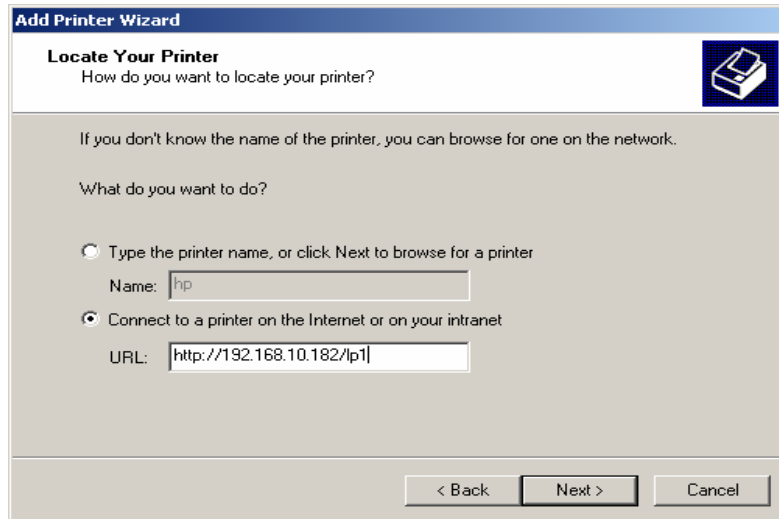 Add Printer Wizard
Locate Your Printer
How do you want to locate your printer?
If you don't know the name of the printer, you can browse for one on the network.
What do you want to do?
Type the printer name, or click Next to browse for a printer
Name: hp
Connect to a printer on the Internet or on your intranet
URL: http://192.168.10.182/lp1
< Back Next > Cancel